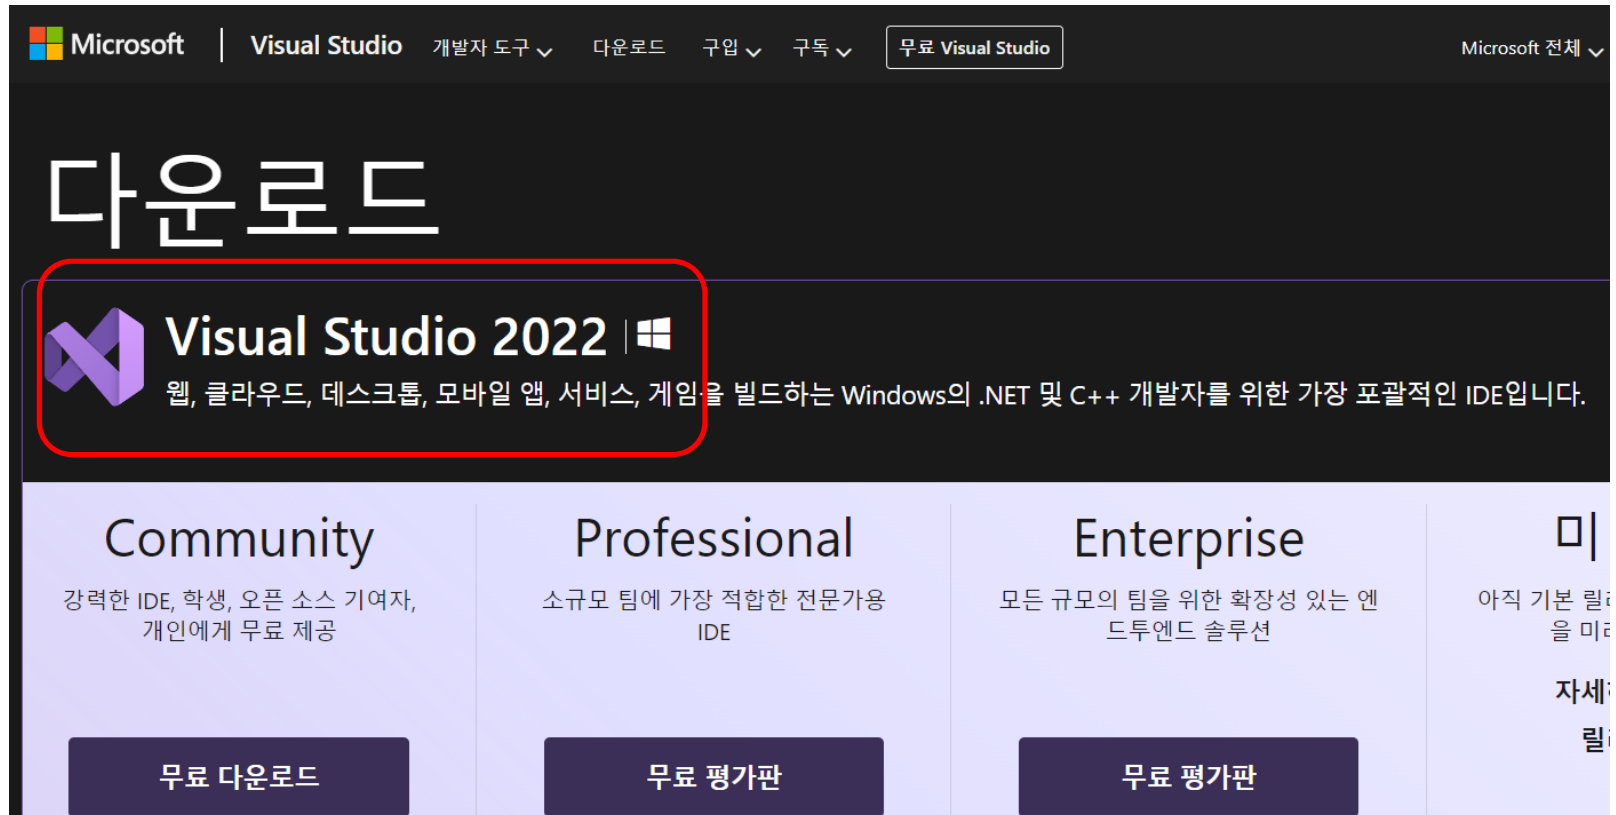 Microsoft | Visual Studio 개발자 도구 다운로드 구입 구독 무료 Visual Studio Microsoft 전체
다운로드
Visual Studio 2022
웹, 클라우드, 데스크톱, 모바일 앱, 서비스, 게임을 빌드하는 Windows의 .NET 및 C++ 개발자를 위한 가장 포괄적인 IDE입니다.
Community
강력한 IDE, 학생, 오픈 소스 기여자,
개인에게 무료 제공
무료 다운로드
Professional
소규모 팀에 가장 적합한 전문가용
IDE
무료 평가판
Enterprise
모든 규모의 팀을 위한 확장성 있는 엔
드투엔드 솔루션
무료 평가판
미
아직 기본
을